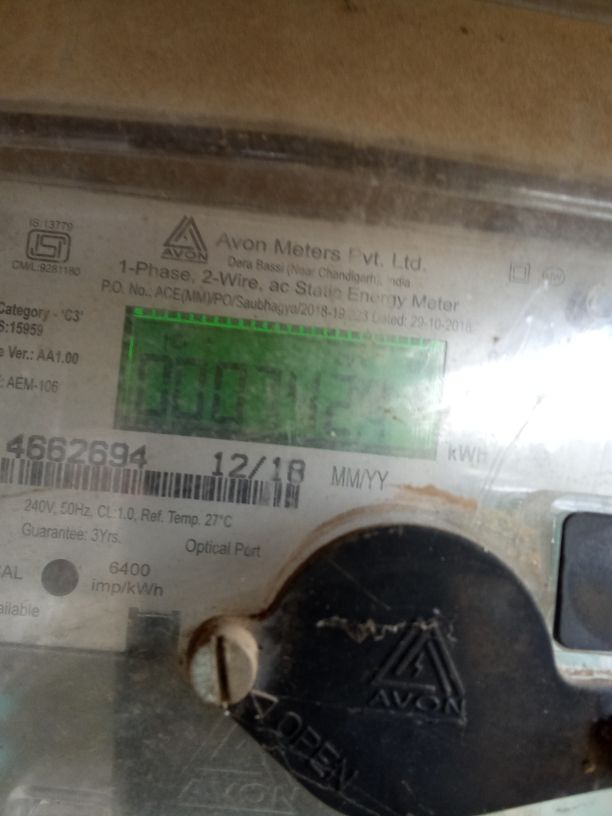 IS:13779
CM/L:9281180
AVON
Avon Meters Pvt. Ltd.
Dera Bassi (Near Chandigarh), India
1-Phase, 2-Wire, ac Static Energy Meter
P.O. No., ACE(MM)/PO/Saubhagya/2018-19 Dated: 29-10-2018
Category - 'C3'
S:15959
e Ver.: AA1.00
: AEM-106
kWh
4662694 12/18 MM/YY
240V, 50Hz, CL:1.0, Ref. Temp. 27°C
Guarantee: 3Yrs.
Optical Port
CAL
6400
imp/kWh
ailable
AVON
OPEN